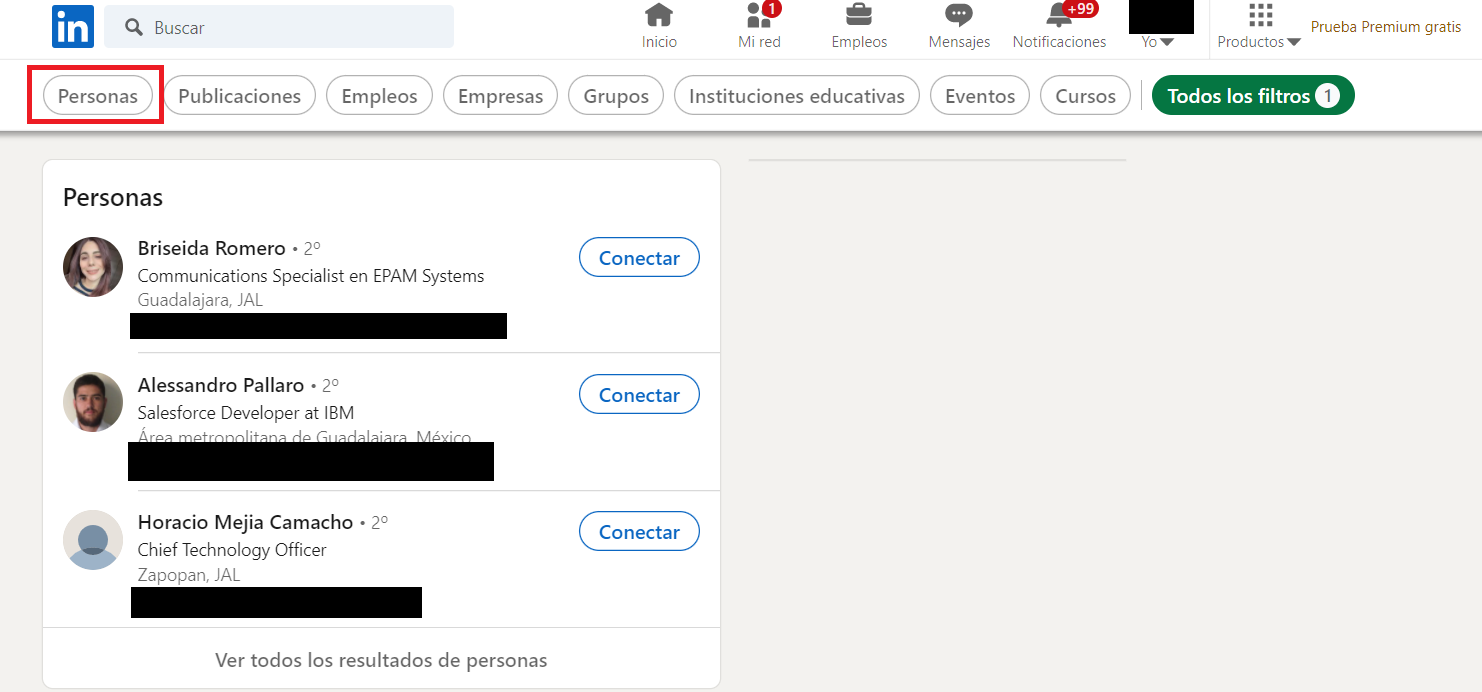 in
Buscar
Inicio
1
Mi red
Empleos
Mensajes
+99
Notificaciones
Yo
Productos
Prueba Premium gratis
Personas
Publicaciones
Empleos
Empresas
Grupos
Instituciones educativas
Eventos
Cursos
Todos los filtros 1
Personas
Briseida Romero • 2º
Conectar
Communications Specialist en EPAM Systems
Guadalajara, JAL
Alessandro Pallaro • 2º
Conectar
Salesforce Developer at IBM
Área metropolitana de Guadalajara, México
Horacio Mejia Camacho • 2º
Conectar
Chief Technology Officer
Zapopan, JAL
Ver todos los resultados de personas